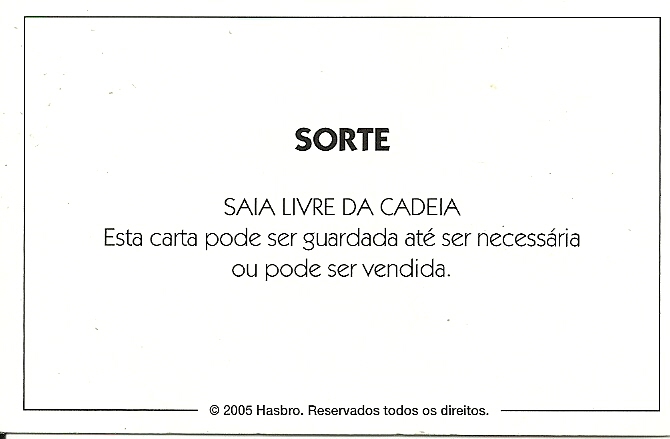 SORTE
SAIA LIVRE DA CADEIA
Esta carta pode ser guardada até ser necessária
ou pode ser vendida.
© 2005 Hasbro. Reservados todos os direitos.